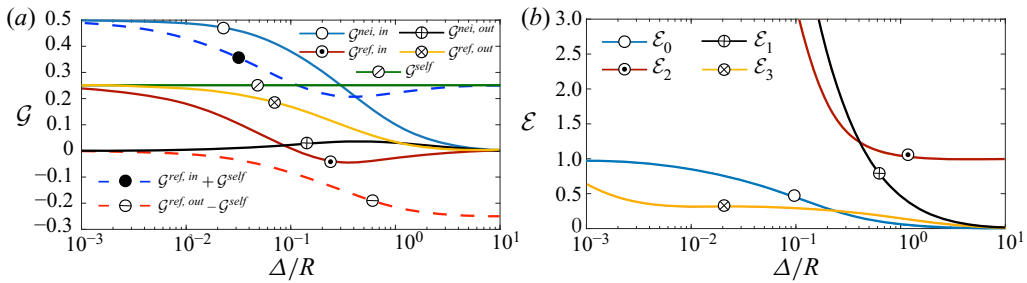 (a)
0.5
0.4
0.3
0.2
0.1
0
−0.1
−0.2
−0.3
G
G^{nei, in} G^{nei, out}
G^{ref, in} G^{ref, out}
G^{self}
G^{ref, in} + G^{self}
G^{ref, out} − G^{self}
10^{−3} 10^{−2} 10^{−1} 10^{0} 10^{1}
Δ/R
(b)
3.0
2.5
2.0
1.5
1.0
0.5
0
ℰ
ℰ_0 ℰ_1
ℰ_2 ℰ_3
10^{−3} 10^{−2} 10^{−1} 10^{0} 10^{1}
Δ/R